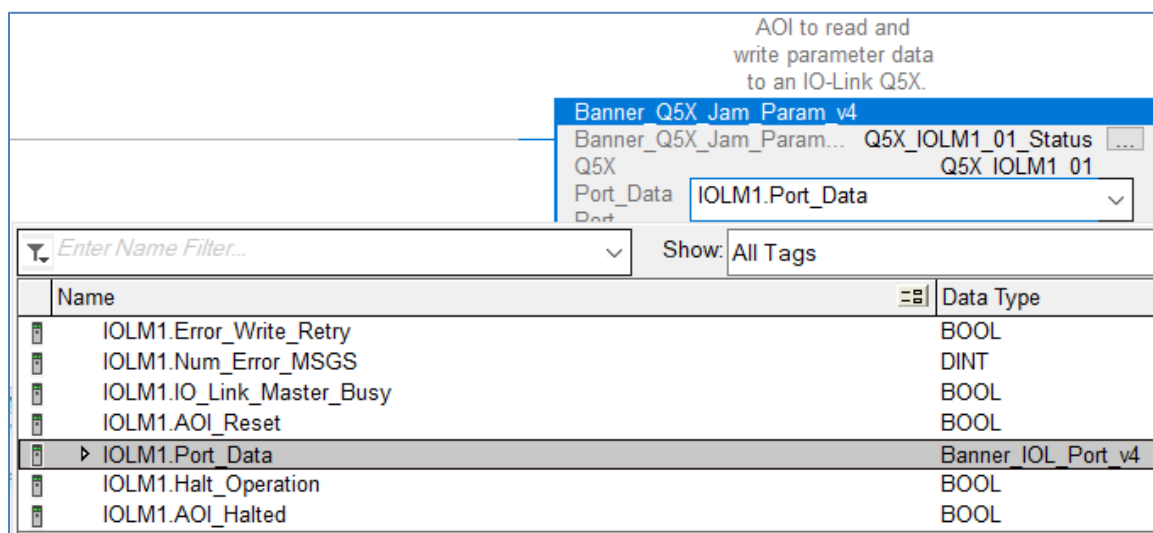 AOI to read and
write parameter data
to an IO-Link Q5X.
Banner_Q5X_Jam_Param_v4
Banner_Q5X_Jam_Param... Q5X_IOLM1_01_Status ...
Q5X Q5X_IOLM1_01
Port_Data IOLM1.Port_Data
Port
Enter Name Filter... Show: All Tags
Name Data Type
IOLM1.Error_Write_Retry BOOL
IOLM1.Num_Error_MSGS DINT
IOLM1.IO_Link_Master_Busy BOOL
IOLM1.AOI_Reset BOOL
IOLM1.Port_Data Banner_IOL_Port_v4
IOLM1.Halt_Operation BOOL
IOLM1.AOI_Halted BOOL